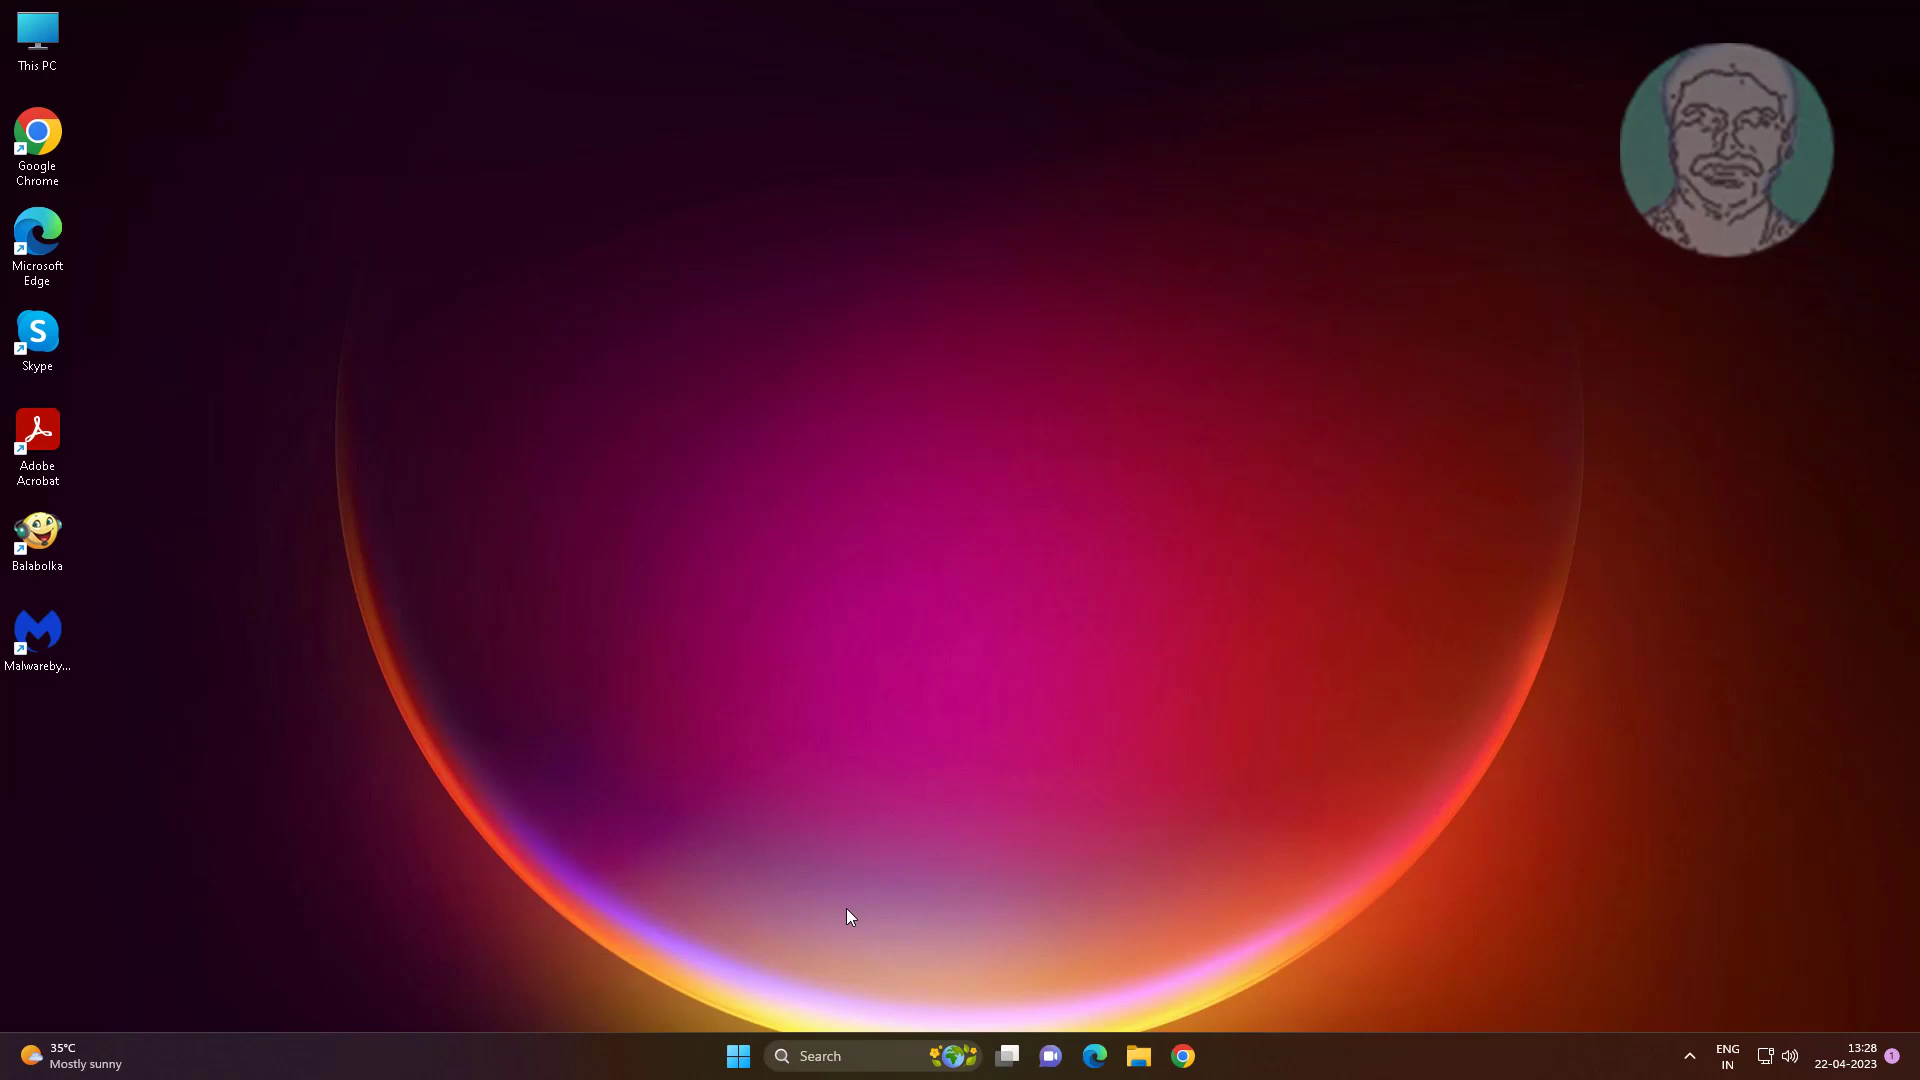 This PC
Google
Chrome
Microsoft
Edge
S
Skype
Adobe
Acrobat
Balabolka
Malwareby...
35°C
Mostly sunny
Search
ENG
IN
13:28
22-04-2023
1